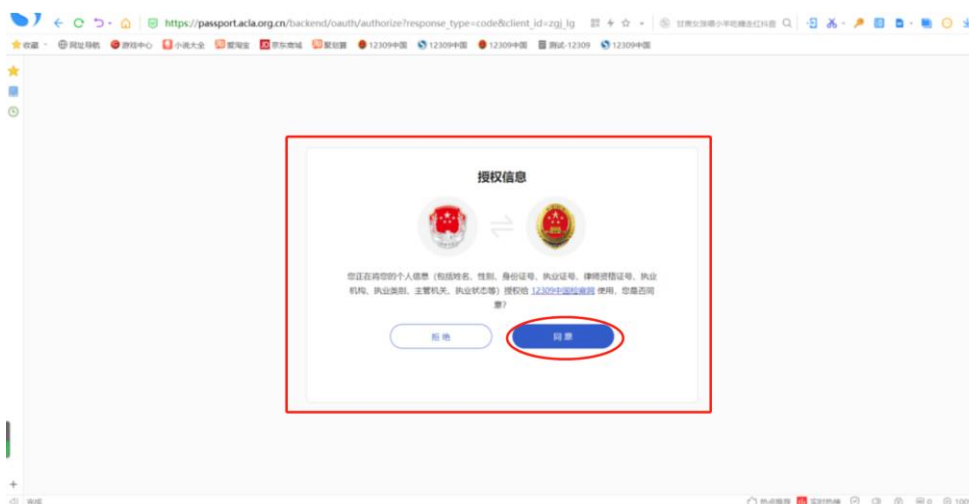 https://passport.acla.org.cn/backend/oauth/authorize?response_type=code&client_id=zgj_lg
收藏 网址导航 游戏中心 小说大全 爱淘宝 京东商城 聚划算 12309中国 12309中国 12309中国 测试-12309 12309中国
授权信息
您正在将您的个人信息（包括姓名、性别、身份证号、执业证号、律师资格证号、执业
机构、执业类别、主管机关、执业状态等）授权给 12309中国检察网 使用，您是否同
意?
拒绝 同意
完成